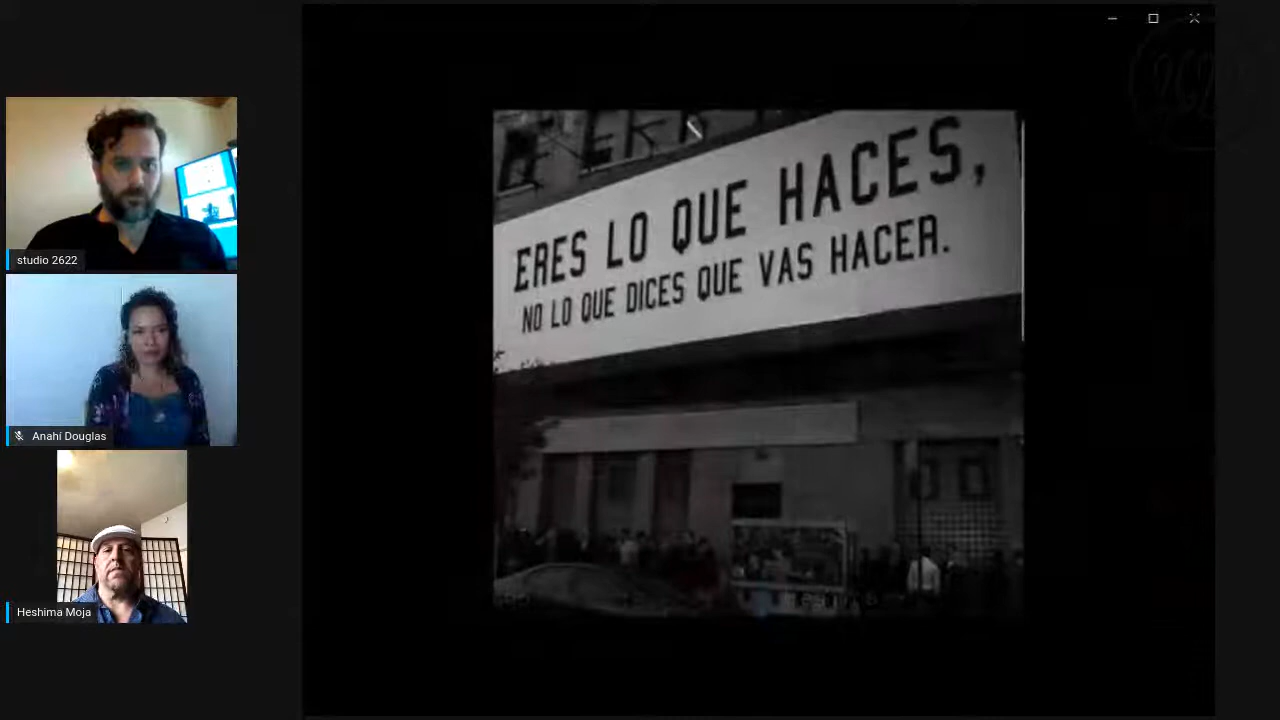 studio 2622
Anahí Douglas
Heshima Moja
ERES LO QUE HACES,
NO LO QUE DICES QUE VAS HACER.